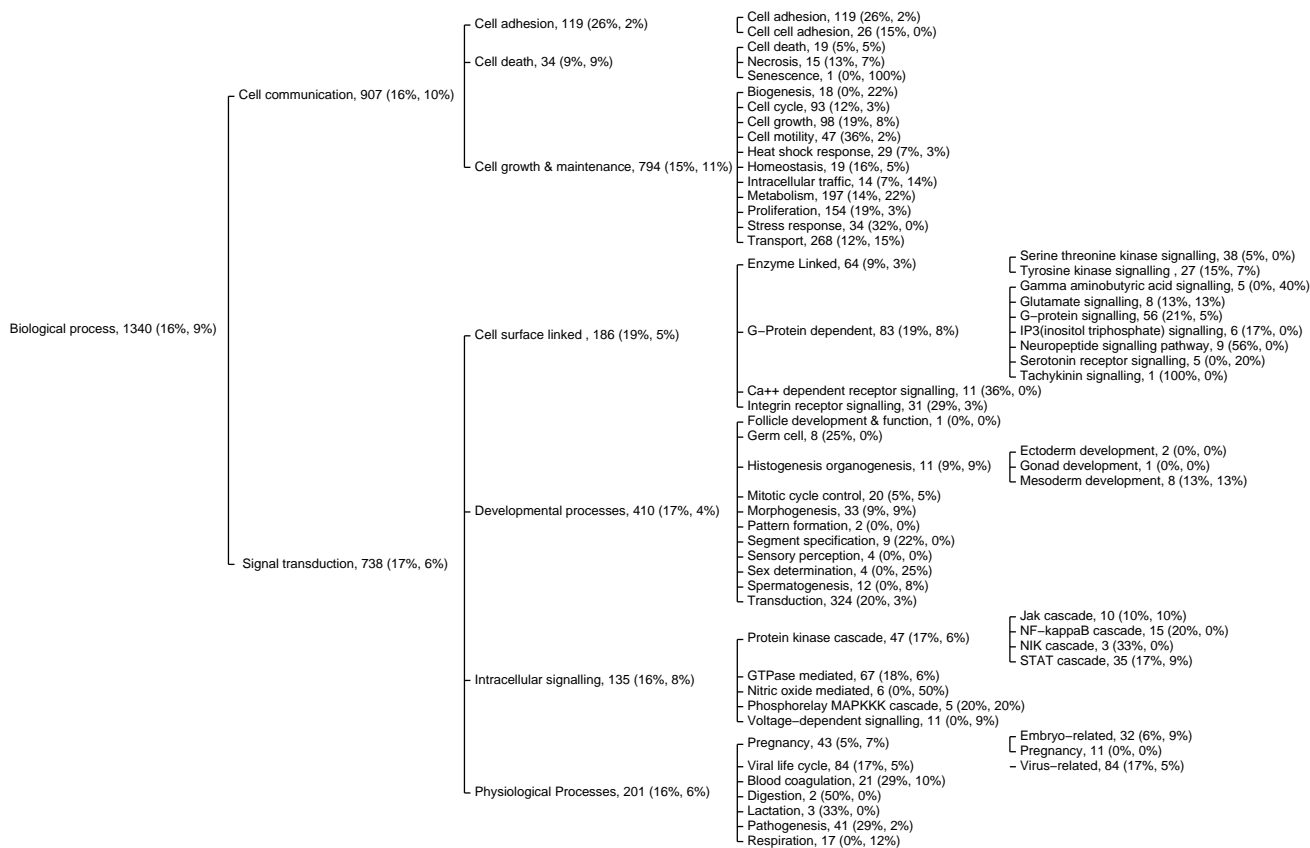 Biological process, 1340 (16%, 9%)
Cell communication, 907 (16%, 10%)
Cell adhesion, 119 (26%, 2%)
Cell adhesion, 119 (26%, 2%)
Cell cell adhesion, 26 (15%, 0%)
Cell death, 34 (9%, 9%)
Cell death, 19 (5%, 5%)
Necrosis, 15 (13%, 7%)
Senescence, 1 (0%, 100%)
Cell growth & maintenance, 794 (15%, 11%)
Biogenesis, 18 (0%, 22%)
Cell cycle, 93 (12%, 3%)
Cell growth, 98 (19%, 8%)
Cell motility, 47 (36%, 2%)
Heat shock response, 29 (7%, 3%)
Homeostasis, 19 (16%, 5%)
Intracellular traffic, 14 (7%, 14%)
Metabolism, 197 (14%, 22%)
Proliferation, 154 (19%, 3%)
Stress response, 34 (32%, 0%)
Transport, 268 (12%, 15%)
Signal transduction, 738 (17%, 6%)
Cell surface linked , 186 (19%, 5%)
Enzyme Linked, 64 (9%, 3%)
Serine threonine kinase signalling, 38 (5%, 0%)
Tyrosine kinase signalling , 27 (15%, 7%)
G−Protein dependent, 83 (19%, 8%)
Gamma aminobutyric acid signalling, 5 (0%, 40%)
Glutamate signalling, 8 (13%, 13%)
G−protein signalling, 56 (21%, 5%)
IP3(inositol triphosphate) signalling, 6 (17%, 0%)
Neuropeptide signalling pathway, 9 (56%, 0%)
Serotonin receptor signalling, 5 (0%, 20%)
Tachykinin signalling, 1 (100%, 0%)
Ca++ dependent receptor signalling, 11 (36%, 0%)
Integrin receptor signalling, 31 (29%, 3%)
Developmental processes, 410 (17%, 4%)
Follicle development & function, 1 (0%, 0%)
Germ cell, 8 (25%, 0%)
Histogenesis organogenesis, 11 (9%, 9%)
Ectoderm development, 2 (0%, 0%)
Gonad development, 1 (0%, 0%)
Mesoderm development, 8 (13%, 13%)
Mitotic cycle control, 20 (5%, 5%)
Morphogenesis, 33 (9%, 9%)
Pattern formation, 2 (0%, 0%)
Segment specification, 9 (22%, 0%)
Sensory perception, 4 (0%, 0%)
Sex determination, 4 (0%, 25%)
Spermatogenesis, 12 (0%, 8%)
Transduction, 324 (20%, 3%)
Intracellular signalling, 135 (16%, 8%)
Protein kinase cascade, 47 (17%, 6%)
Jak cascade, 10 (10%, 10%)
NF−kappaB cascade, 15 (20%, 0%)
NIK cascade, 3 (33%, 0%)
STAT cascade, 35 (17%, 9%)
GTPase mediated, 67 (18%, 6%)
Nitric oxide mediated, 6 (0%, 50%)
Phosphorelay MAPKKK cascade, 5 (20%, 20%)
Voltage−dependent signalling, 11 (0%, 9%)
Physiological Processes, 201 (16%, 6%)
Pregnancy, 43 (5%, 7%)
Embryo−related, 32 (6%, 9%)
Pregnancy, 11 (0%, 0%)
Viral life cycle, 84 (17%, 5%)
Virus−related, 84 (17%, 5%)
Blood coagulation, 21 (29%, 10%)
Digestion, 2 (50%, 0%)
Lactation, 3 (33%, 0%)
Pathogenesis, 41 (29%, 2%)
Respiration, 17 (0%, 12%)